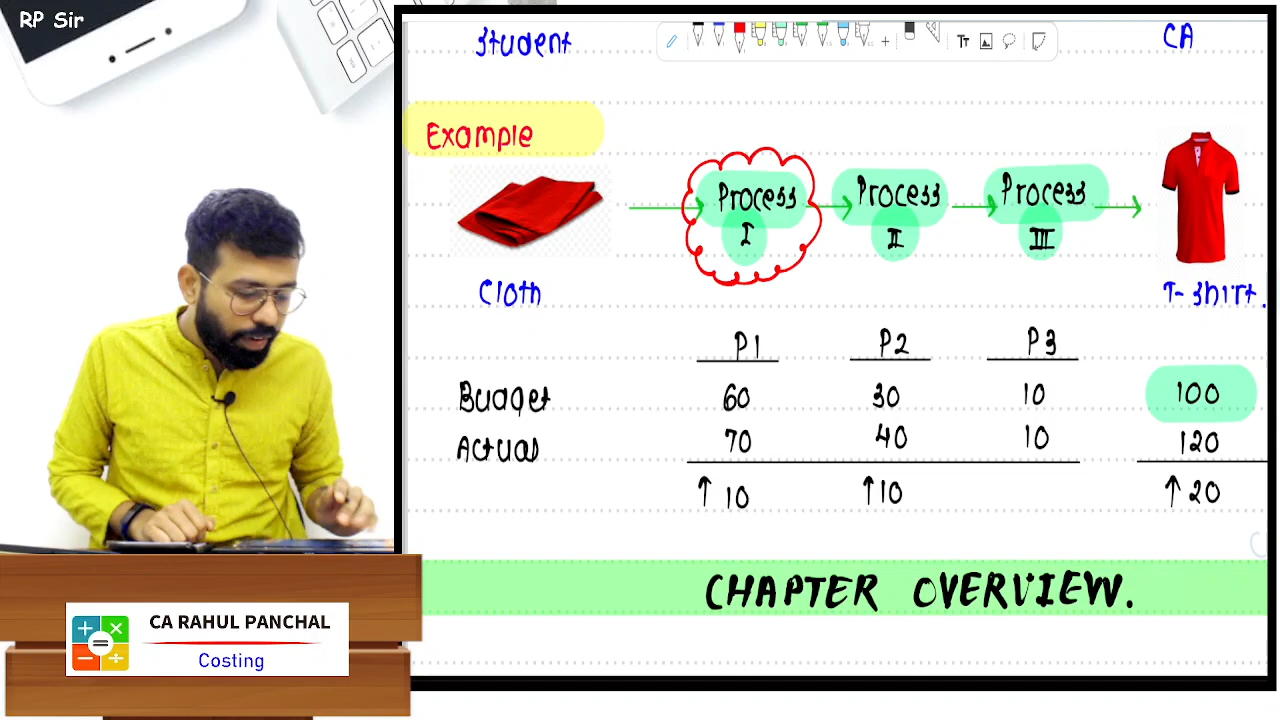 RP Sir
Student CA
Example
Process Process Process
I II III
Cloth T-Shirt.
P1 P2 P3
Budget 60 30 10 100
Actual 70 40 10 120
↑ 10 ↑ 10 ↑ 20
CHAPTER OVERVIEW.
CA RAHUL PANCHAL
Costing